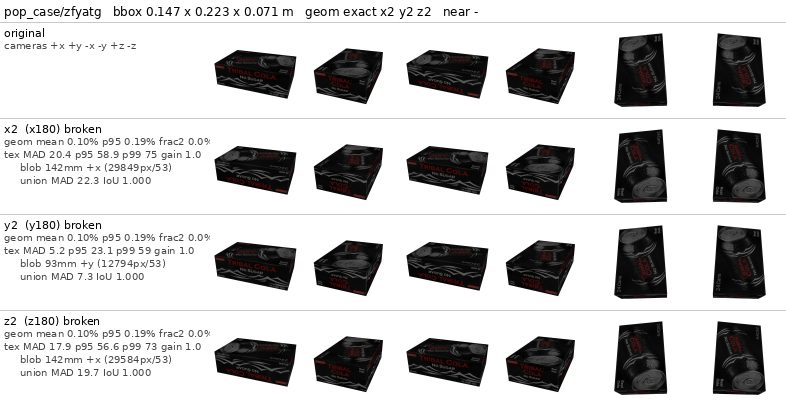 pop_case/zfyatg bbox 0.147 x 0.223 x 0.071 m geom exact x2 y2 z2 near -
original
cameras +x +y -x -y +z -z
TRIBAL COLA
No Sugar
x2 (x180) broken
geom mean 0.10% p95 0.19% frac2 0.0%
tex MAD 20.4 p95 58.9 p99 75 gain 1.0
blob 142mm +x (29849px/53)
union MAD 22.3 IoU 1.000
y2 (y180) broken
geom mean 0.10% p95 0.19% frac2 0.0%
tex MAD 5.2 p95 23.1 p99 59 gain 1.0
blob 93mm +y (12794px/53)
union MAD 7.3 IoU 1.000
z2 (z180) broken
geom mean 0.10% p95 0.19% frac2 0.0%
tex MAD 17.9 p95 56.6 p99 73 gain 1.0
blob 142mm +x (29584px/53)
union MAD 19.7 IoU 1.000